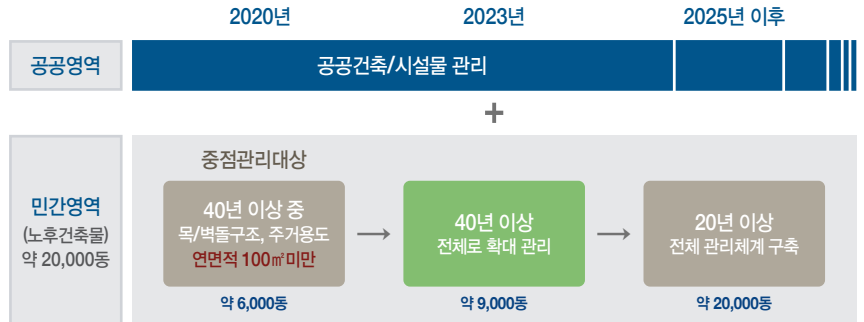 2020년
2023년
2025년 이후
공공영역
공공건축/시설물 관리
+
중점관리대상
민간영역
(노후건축물)
약 20,000동
40년 이상 중
목/벽돌구조, 주거용도
연면적 100㎡미만
→
40년 이상
전체로 확대 관리
→
20년 이상
전체 관리체계 구축
약 6,000동
약 9,000동
약 20,000동